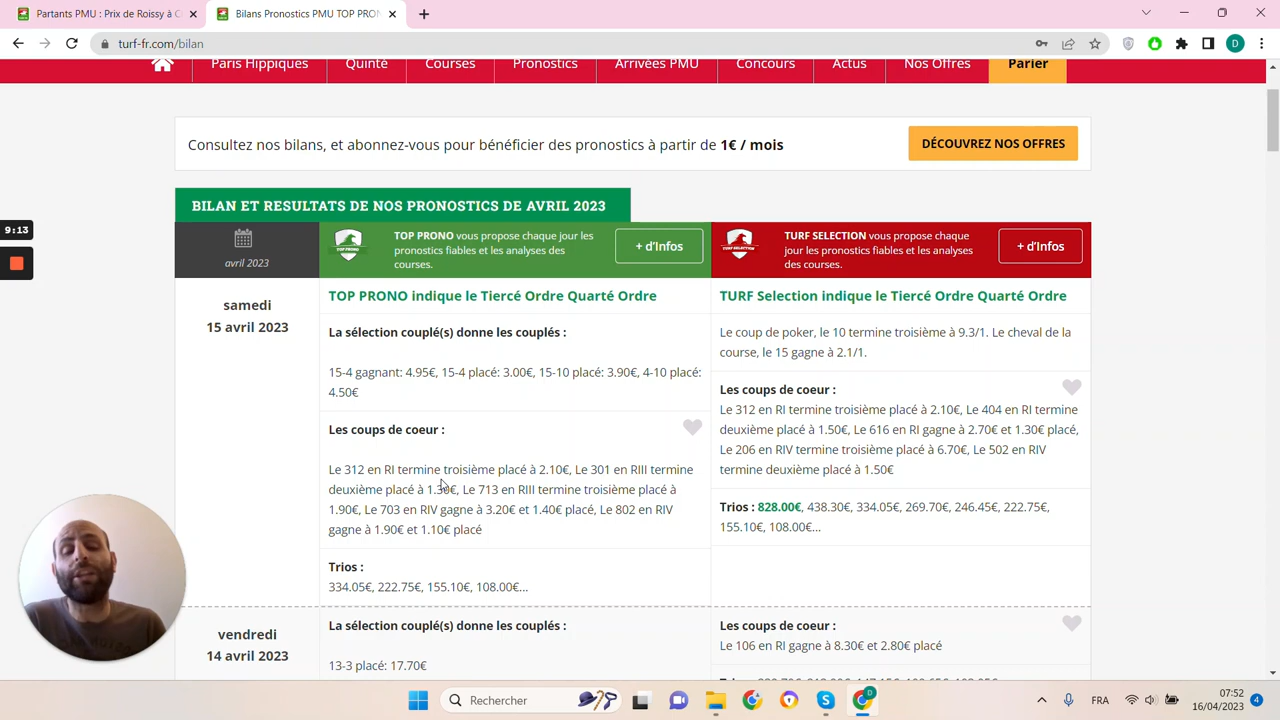 Partants PMU : Prix de Roissy à C
Bilans Pronostics PMU TOP PRON
turf-fr.com/bilan
D
Paris Hippiques
Quinté
Courses
Pronostics
Arrivées PMU
Concours
Actus
Nos Offres
Parier
Consultez nos bilans, et abonnez-vous pour bénéficier des pronostics à partir de 1€ / mois
DÉCOUVREZ NOS OFFRES
BILAN ET RESULTATS DE NOS PRONOSTICS DE AVRIL 2023
9:13
avril 2023
TOP PRONO
TOP PRONO vous propose chaque jour les
pronostics fiables et les analyses des
courses.
+ d'Infos
TURF SELECTION
TURF SELECTION vous propose chaque
jour les pronostics fiables et les analyses
des courses.
+ d'Infos
samedi
15 avril 2023
TOP PRONO indique le Tiercé Ordre Quarté Ordre
La sélection couplé(s) donne les couplés :
15-4 gagnant: 4.95€, 15-4 placé: 3.00€, 15-10 placé: 3.90€, 4-10 placé:
4.50€
Les coups de coeur :
Le 312 en RI termine troisième placé à 2.10€, Le 301 en RIII termine
deuxième placé à 1.30€, Le 713 en RIII termine troisième placé à
1.90€, Le 703 en RIV gagne à 3.20€ et 1.40€ placé, Le 802 en RIV
gagne à 1.90€ et 1.10€ placé
Trios :
334.05€, 222.75€, 155.10€, 108.00€...
TURF Selection indique le Tiercé Ordre Quarté Ordre
Le coup de poker, le 10 termine troisième à 9.3/1. Le cheval de la
course, le 15 gagne à 2.1/1.
Les coups de coeur :
Le 312 en RI termine troisième placé à 2.10€, Le 404 en RI termine
deuxième placé à 1.50€, Le 616 en RI gagne à 2.70€ et 1.30€ placé,
Le 206 en RIV termine troisième placé à 6.70€, Le 502 en RIV
termine deuxième placé à 1.50€
Trios : 828.00€, 438.30€, 334.05€, 269.70€, 246.45€, 222.75€,
155.10€, 108.00€...
vendredi
14 avril 2023
La sélection couplé(s) donne les couplés :
13-3 placé: 17.70€
Les coups de coeur :
Le 106 en RI gagne à 8.30€ et 2.80€ placé
Rechercher
D
FRA
07:52
16/04/2023
4